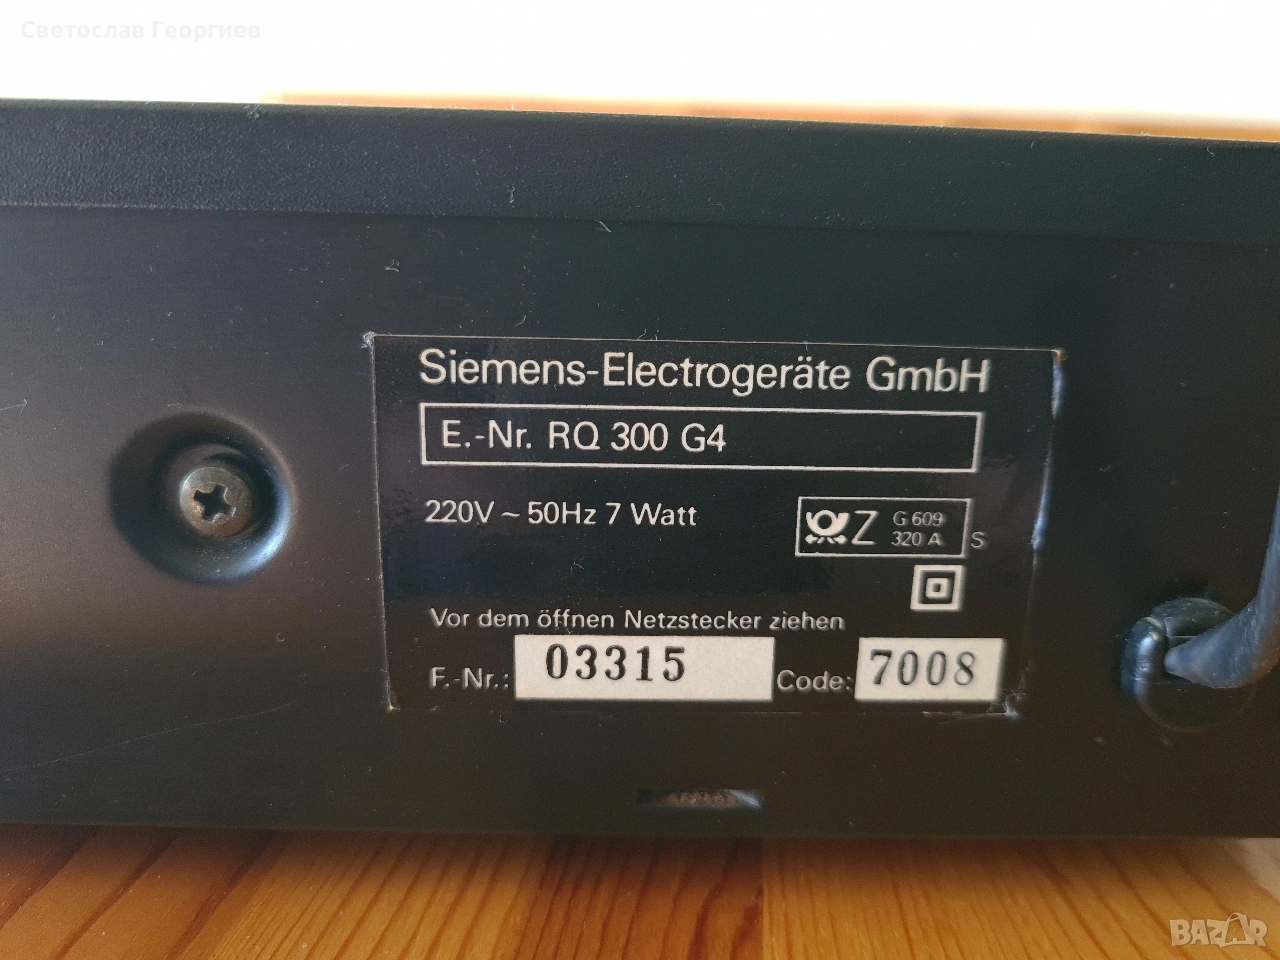 Светослав Георгиев
Siemens-Electrogeräte GmbH
E.-Nr. RQ 300 G4
220V ~ 50Hz 7 Watt
Z G 609
320 A S
Vor dem öffnen Netzstecker ziehen
F.-Nr.: 03315 Code: 7008
BAZAR